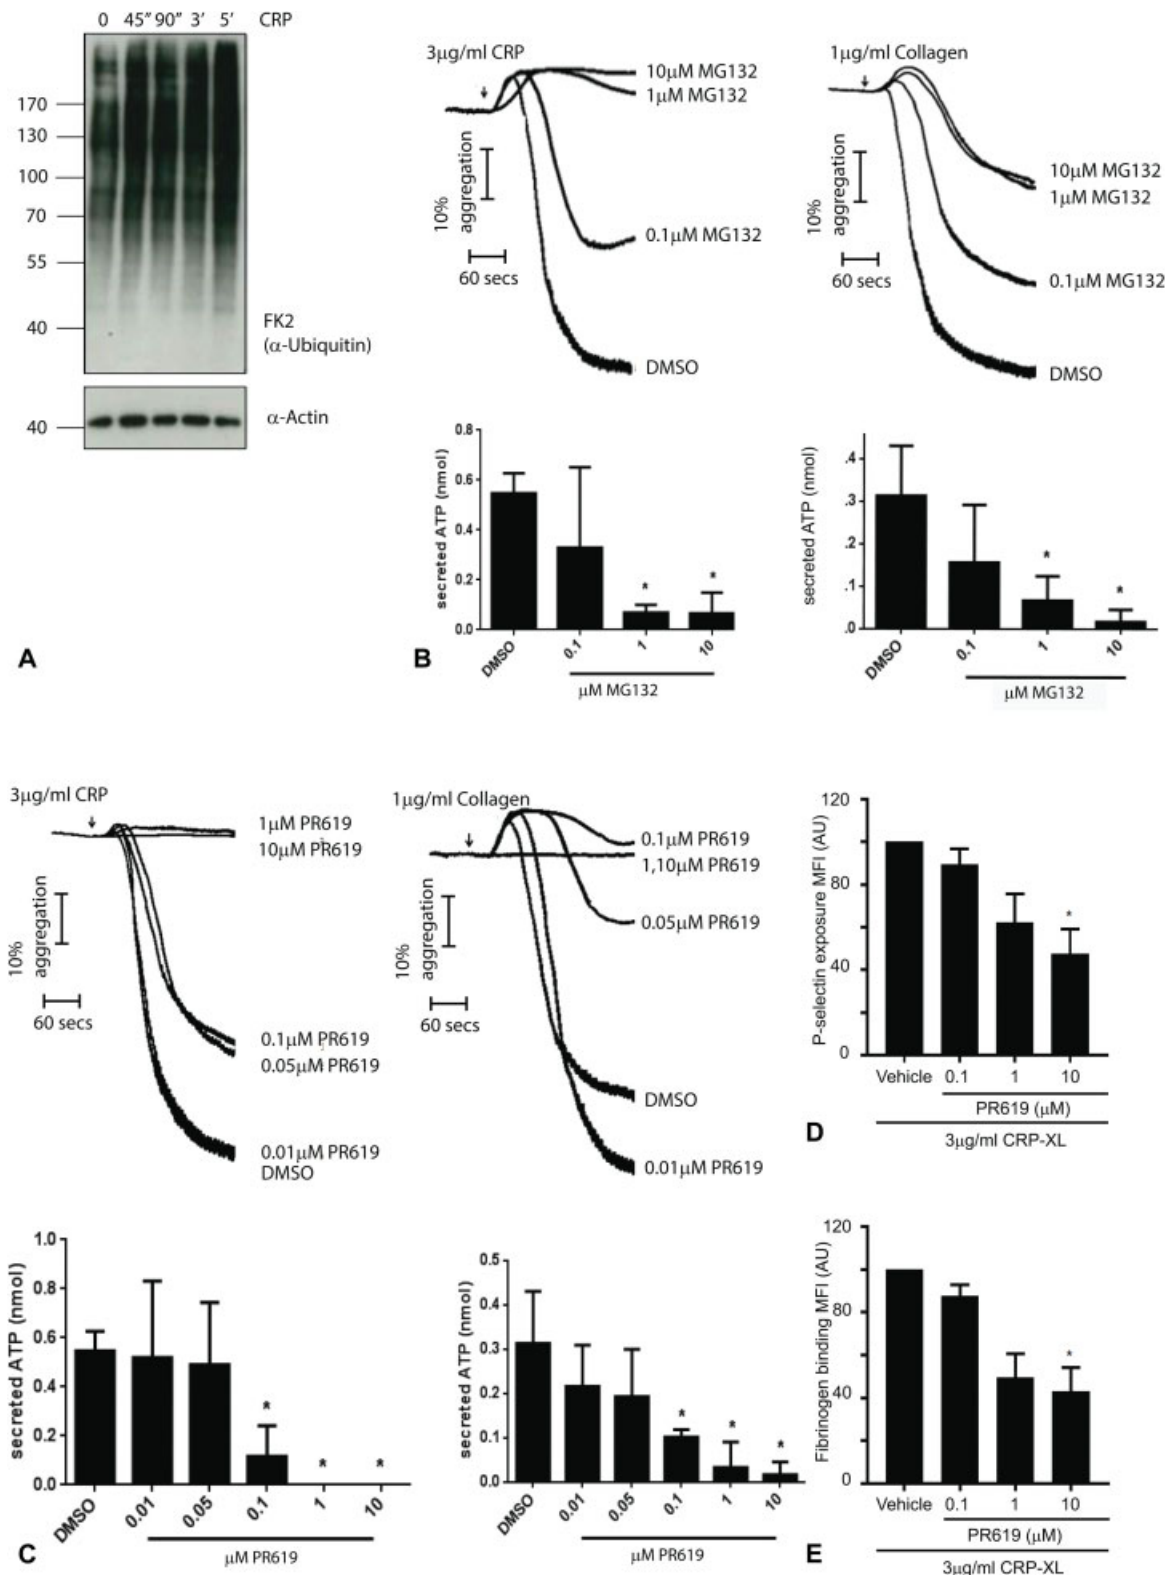 0 45" 90" 3' 5' CRP
170
130
100
70
55
40
FK2
(α-Ubiquitin)
40
α-Actin
A
3μg/ml CRP
10μM MG132
1μM MG132
10%
aggregation
0.1μM MG132
60 secs
DMSO
1μg/ml Collagen
10μM MG132
1μM MG132
10%
aggregation
0.1μM MG132
60 secs
DMSO
secreted ATP (nmol)
0.8
0.6
0.4
0.2
0.0
* *
DMSO 0.1 1 10
μM MG132
secreted ATP (nmol)
.4
.3
.2
.1
.0
* *
DMSO 0.1 1 10
μM MG132
B
3μg/ml CRP
1μM PR619
10μM PR619
10%
aggregation
60 secs
0.1μM PR619
0.05μM PR619
0.01μM PR619
DMSO
1μg/ml Collagen
0.1μM PR619
1,10μM PR619
0.05μM PR619
10%
aggregation
60 secs
DMSO
0.01μM PR619
secreted ATP (nmol)
1.0
0.8
0.6
0.4
0.2
0.0
* * *
DMSO 0.01 0.05 0.1 1 10
μM PR619
secreted ATP (nmol)
0.5
0.4
0.3
0.2
0.1
0.0
* * *
DMSO 0.01 0.05 0.1 1 10
μM PR619
C
P-selectin exposure MFI (AU)
120
80
40
0
*
Vehicle 0.1 1 10
PR619 (μM)
3μg/ml CRP-XL
D
Fibrinogen binding MFI (AU)
120
80
40
0
*
Vehicle 0.1 1 10
PR619 (μM)
3μg/ml CRP-XL
E